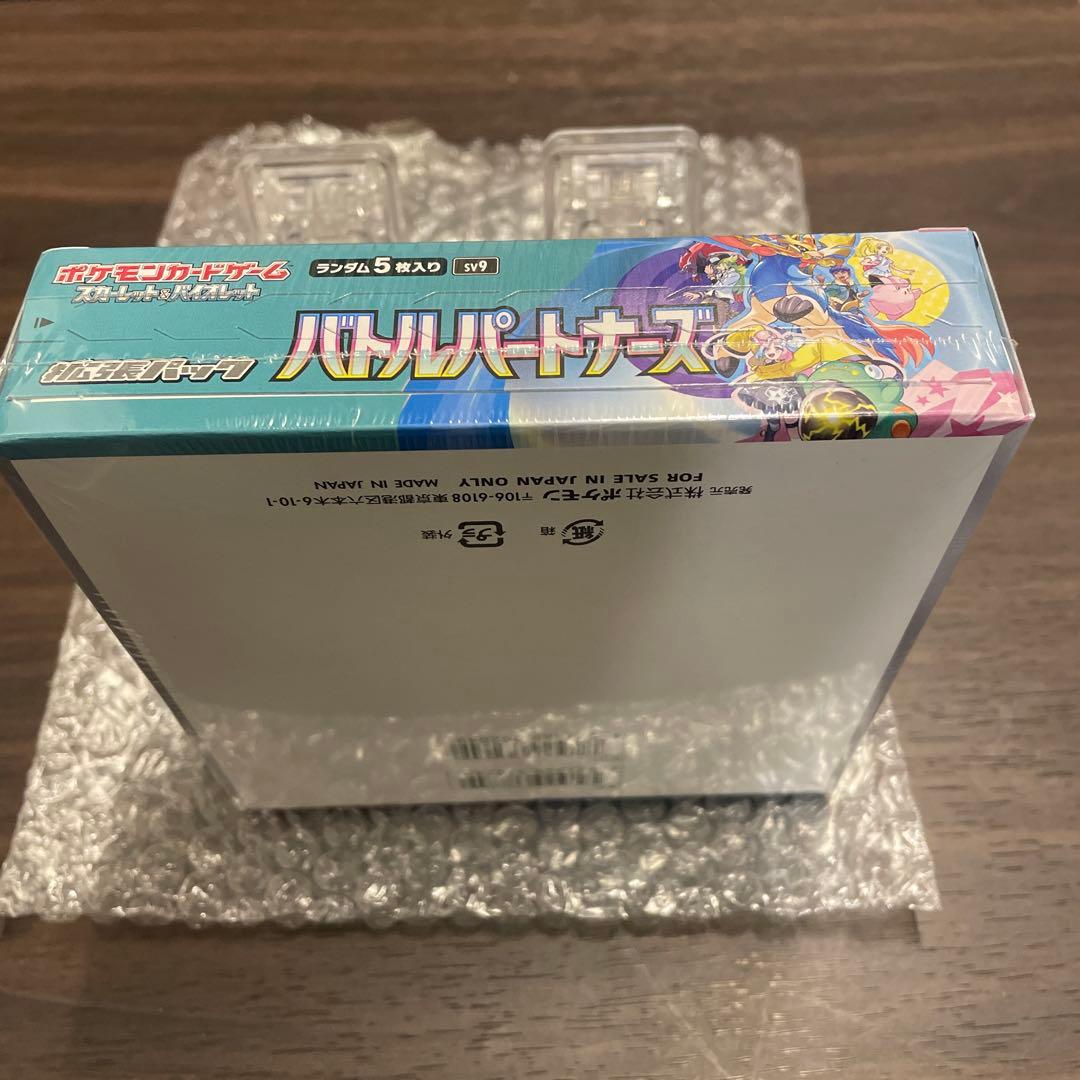 ポケモンカードゲーム
スカーレット&バイオレット
ランダム5枚入り SV9
拡張パック
バトルパートナーズ
発売元 株式会社ポケモン 〒106-6108 東京都港区六本木6-10-1
FOR SALE IN JAPAN ONLY MADE IN JAPAN
紙 箱
プラ 外装